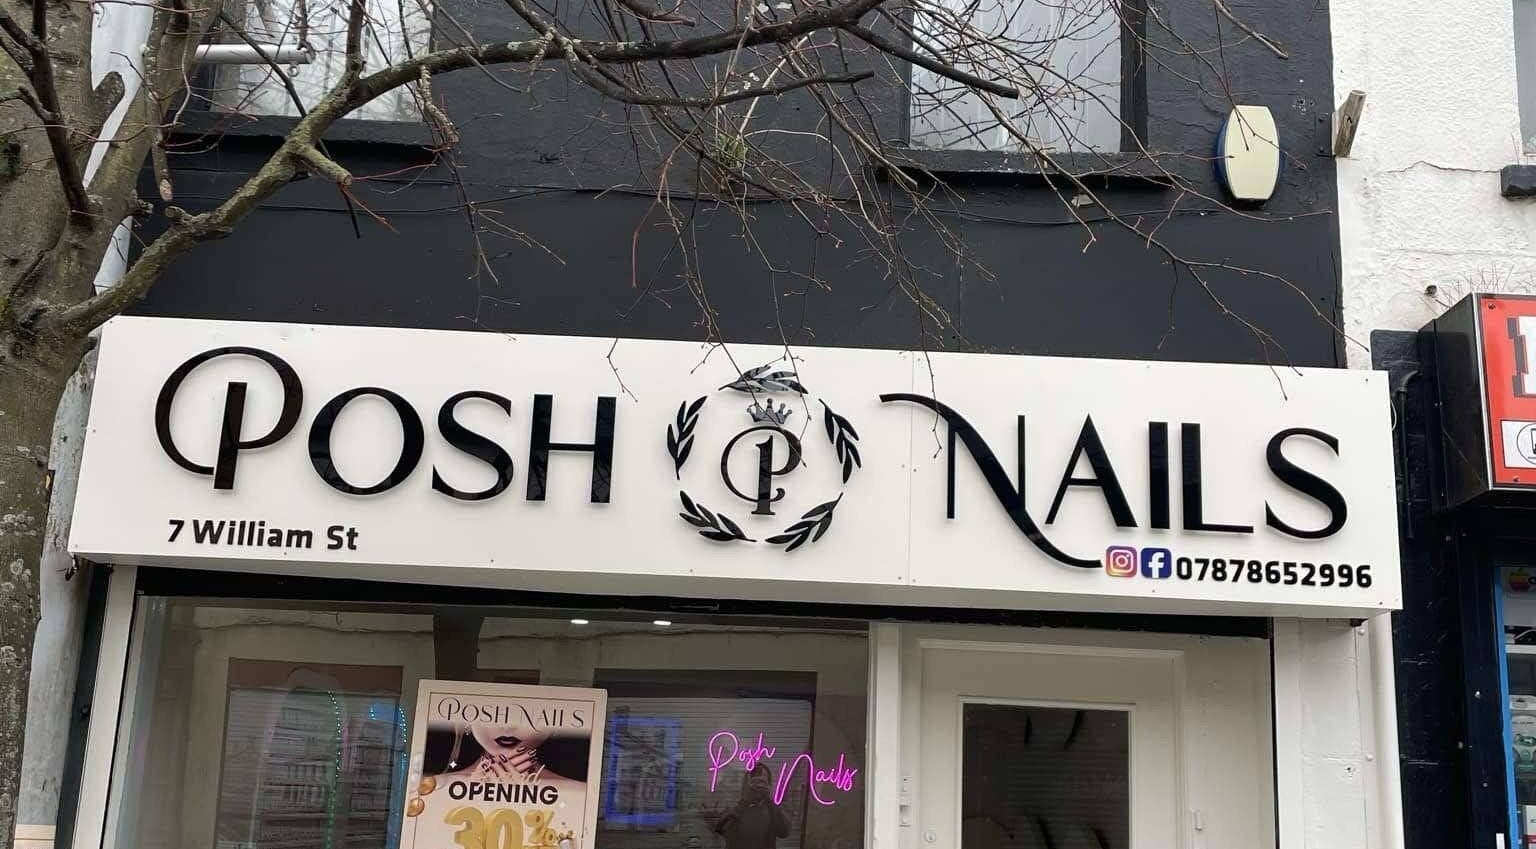 POSH P NAILS
7 William St
07878652996
POSH NAILS
OPENING
30%
Posh
Nails